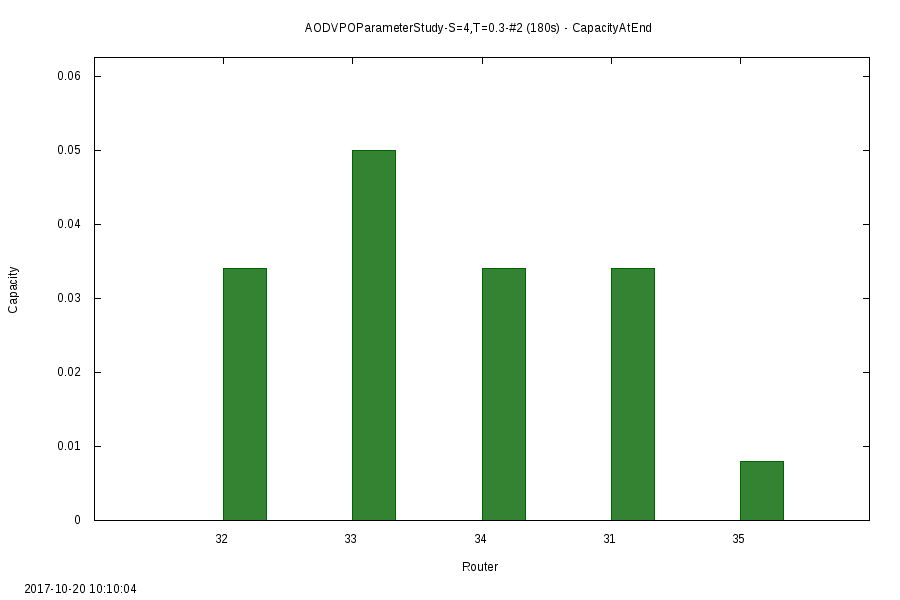 AODVPOParameterStudy-S=4,T=0.3-#2 (180s) - CapacityAtEnd
0.06
0.05
0.04
0.03
0.02
0.01
0
Capacity
32 33 34 31 35
Router
2017-10-20 10:10:04